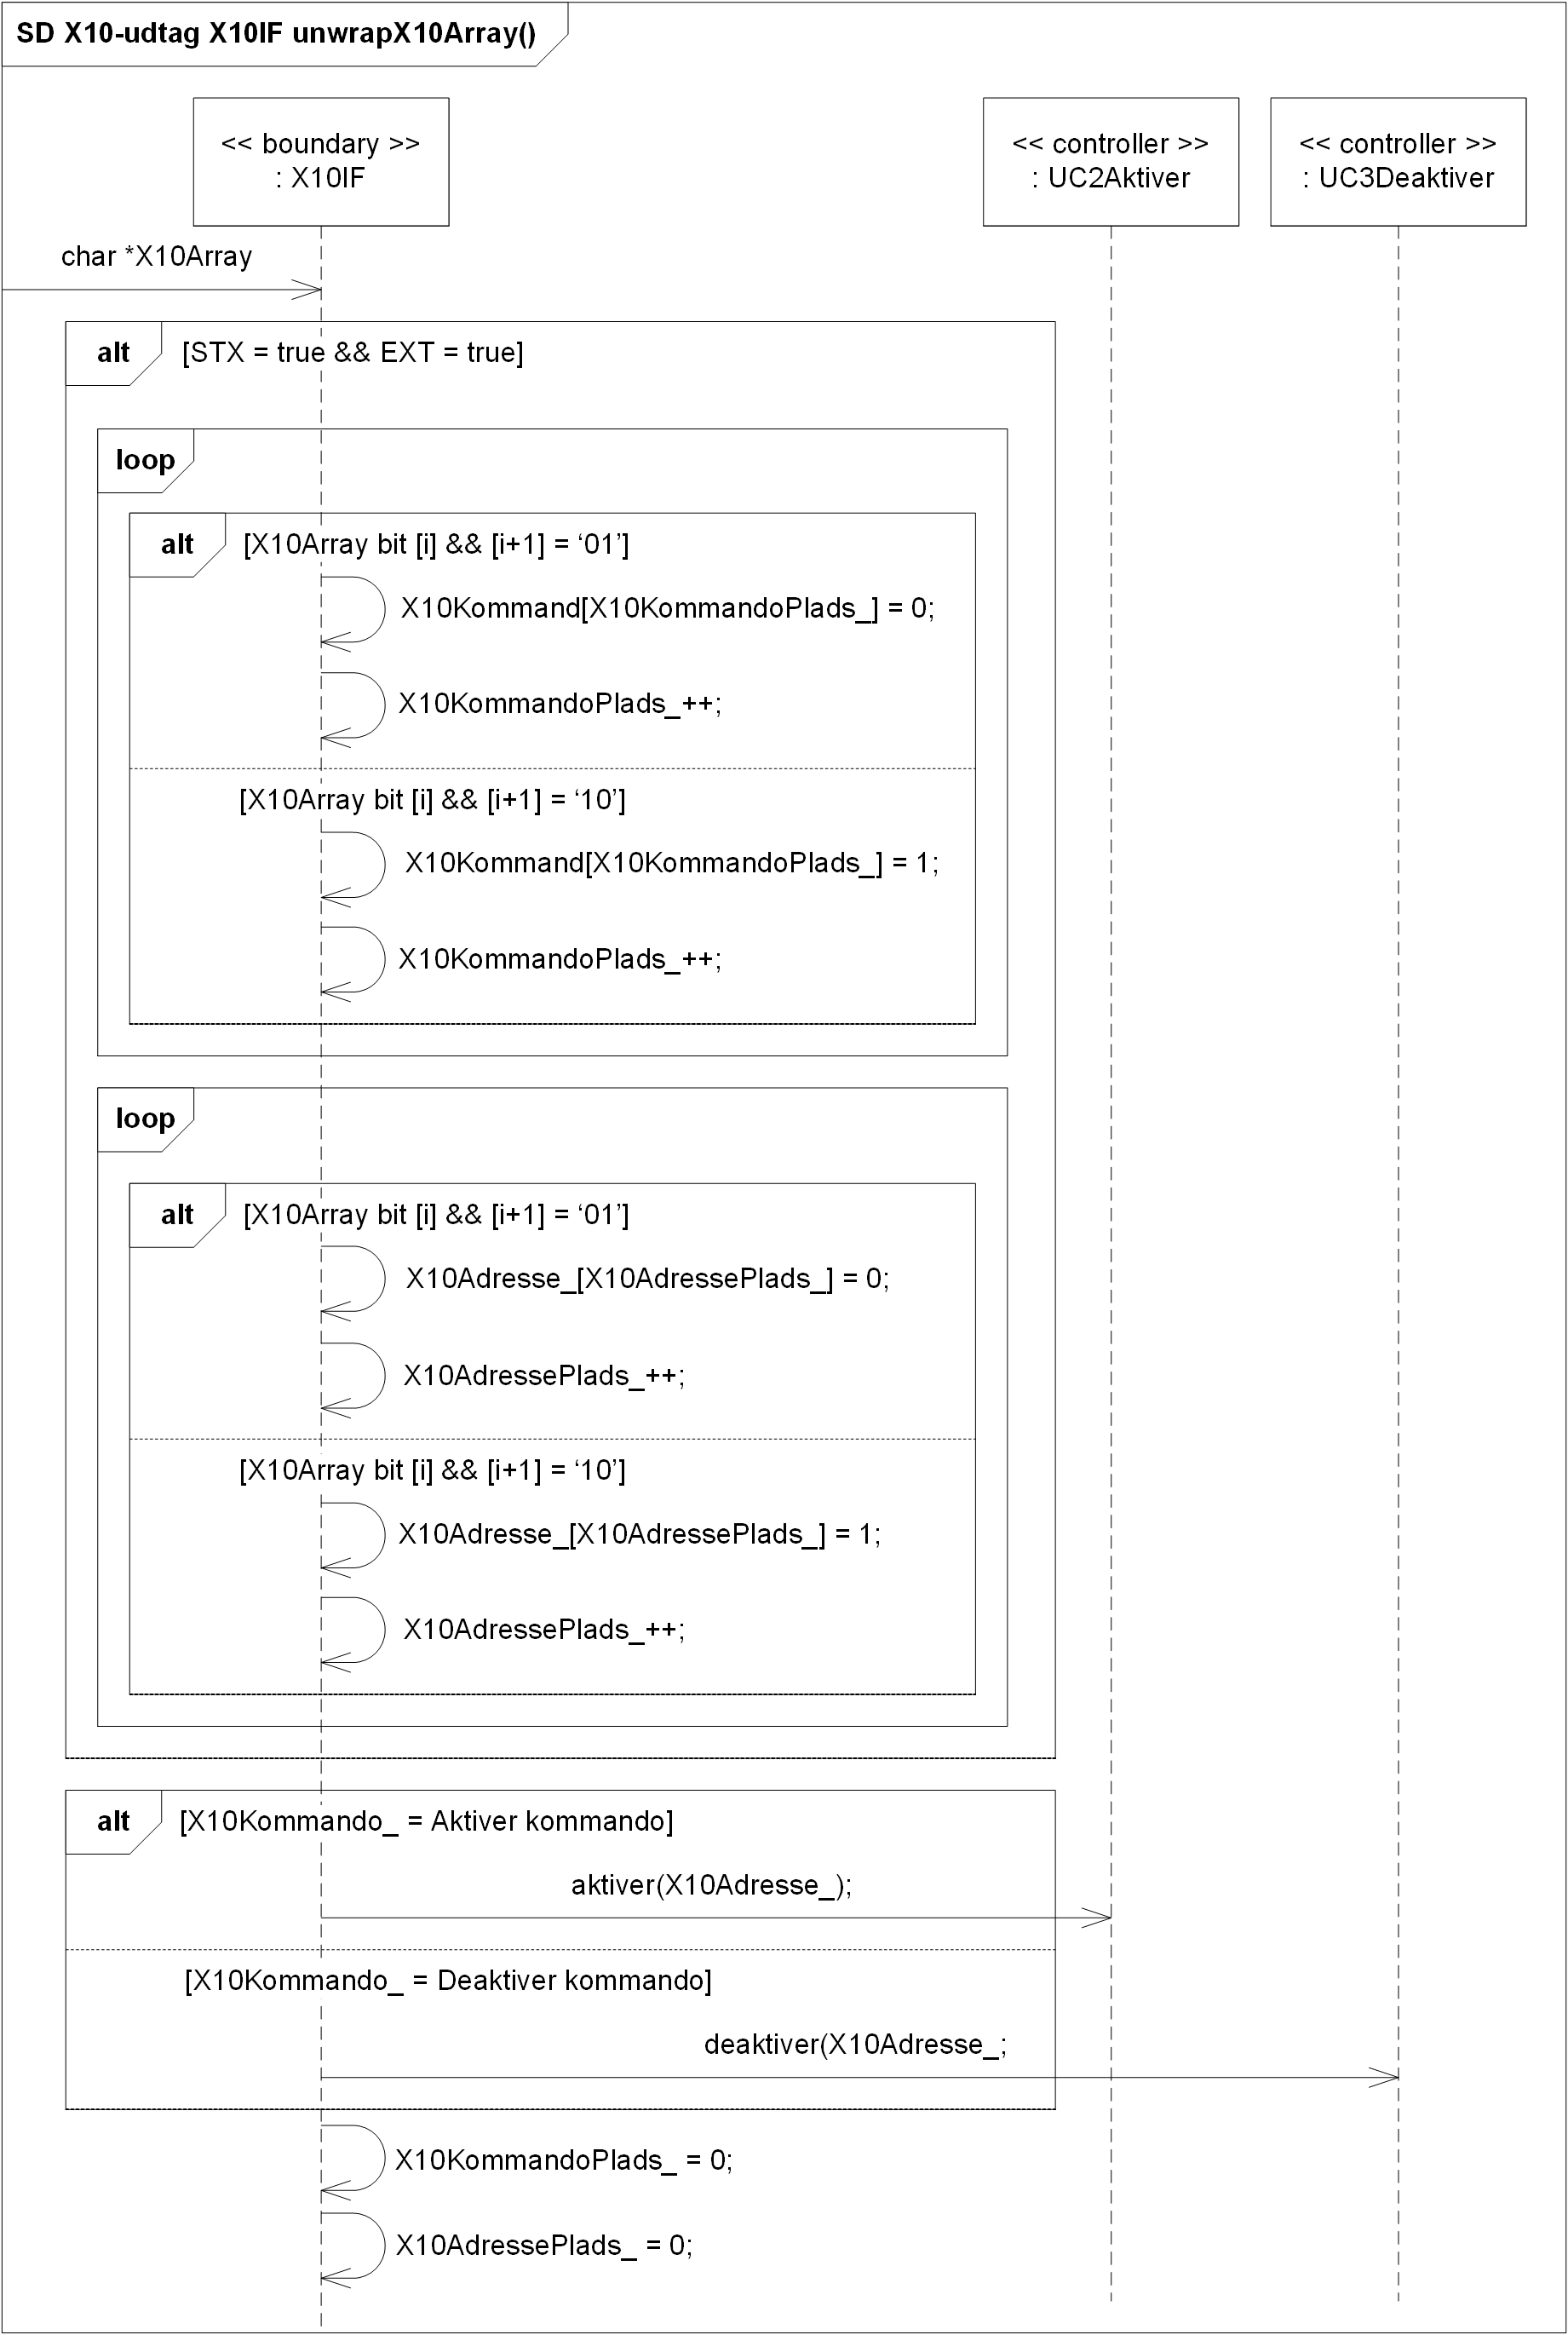 SD X10-udtag X10IF unwrapX10Array()
<< boundary >>
: X10IF
<< controller >>
: UC2Aktiver
<< controller >>
: UC3Deaktiver
char *X10Array
alt [STX = true && EXT = true]
loop
alt [X10Array bit [i] && [i+1] = ‘01’]
X10Kommand[X10KommandoPlads_] = 0;
X10KommandoPlads_++;
[X10Array bit [i] && [i+1] = ‘10’]
X10Kommand[X10KommandoPlads_] = 1;
X10KommandoPlads_++;
loop
alt [X10Array bit [i] && [i+1] = ‘01’]
X10Adresse_[X10AdressePlads_] = 0;
X10AdressePlads_++;
[X10Array bit [i] && [i+1] = ‘10’]
X10Adresse_[X10AdressePlads_] = 1;
X10AdressePlads_++;
alt [X10Kommando_ = Aktiver kommando]
aktiver(X10Adresse_);
[X10Kommando_ = Deaktiver kommando]
deaktiver(X10Adresse_;
X10KommandoPlads_ = 0;
X10AdressePlads_ = 0;